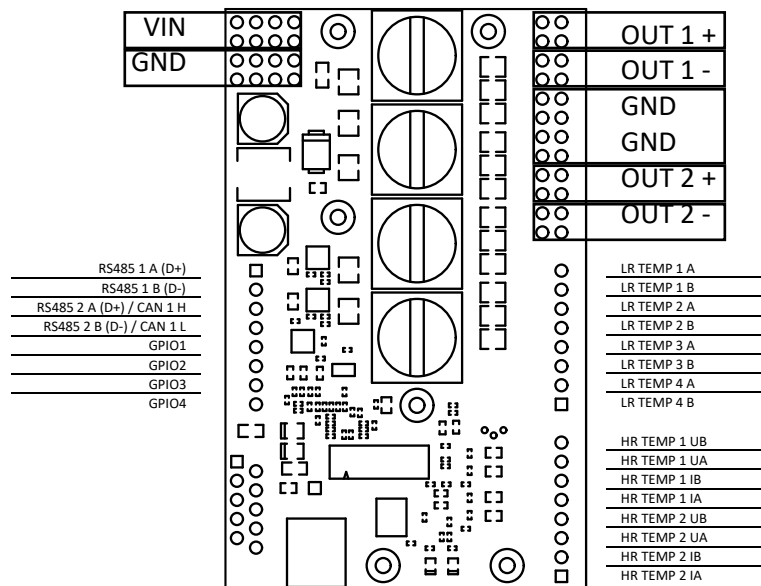 VIN
GND
OUT 1 +
OUT 1 -
GND
GND
OUT 2 +
OUT 2 -
RS485 1 A (D+)
RS485 1 B (D-)
RS485 2 A (D+) / CAN 1 H
RS485 2 B (D-) / CAN 1 L
GPIO1
GPIO2
GPIO3
GPIO4
LR TEMP 1 A
LR TEMP 1 B
LR TEMP 2 A
LR TEMP 2 B
LR TEMP 3 A
LR TEMP 3 B
LR TEMP 4 A
LR TEMP 4 B
HR TEMP 1 UB
HR TEMP 1 UA
HR TEMP 1 IB
HR TEMP 1 IA
HR TEMP 2 UB
HR TEMP 2 UA
HR TEMP 2 IB
HR TEMP 2 IA